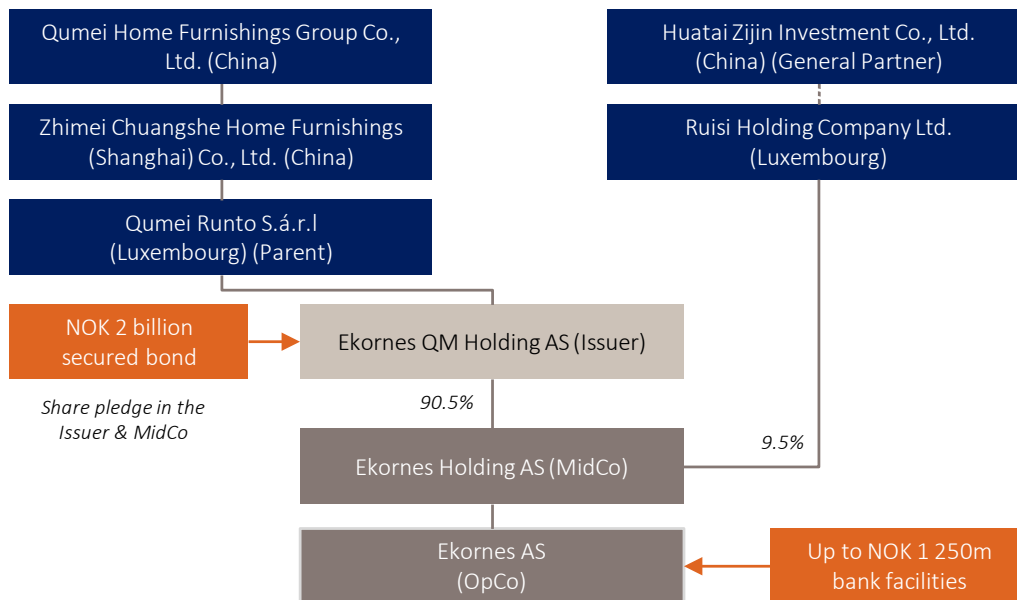 Qumei Home Furnishings Group Co.,
Ltd. (China)
Huatai Zijin Investment Co., Ltd.
(China) (General Partner)
Zhimei Chuangshe Home Furnishings
(Shanghai) Co., Ltd. (China)
Ruisi Holding Company Ltd.
(Luxembourg)
Qumei Runto S.á.r.l
(Luxembourg) (Parent)
NOK 2 billion
secured bond
Ekornes QM Holding AS (Issuer)
Share pledge in the
Issuer & MidCo
90.5%
9.5%
Ekornes Holding AS (MidCo)
Ekornes AS
(OpCo)
Up to NOK 1 250m
bank facilities